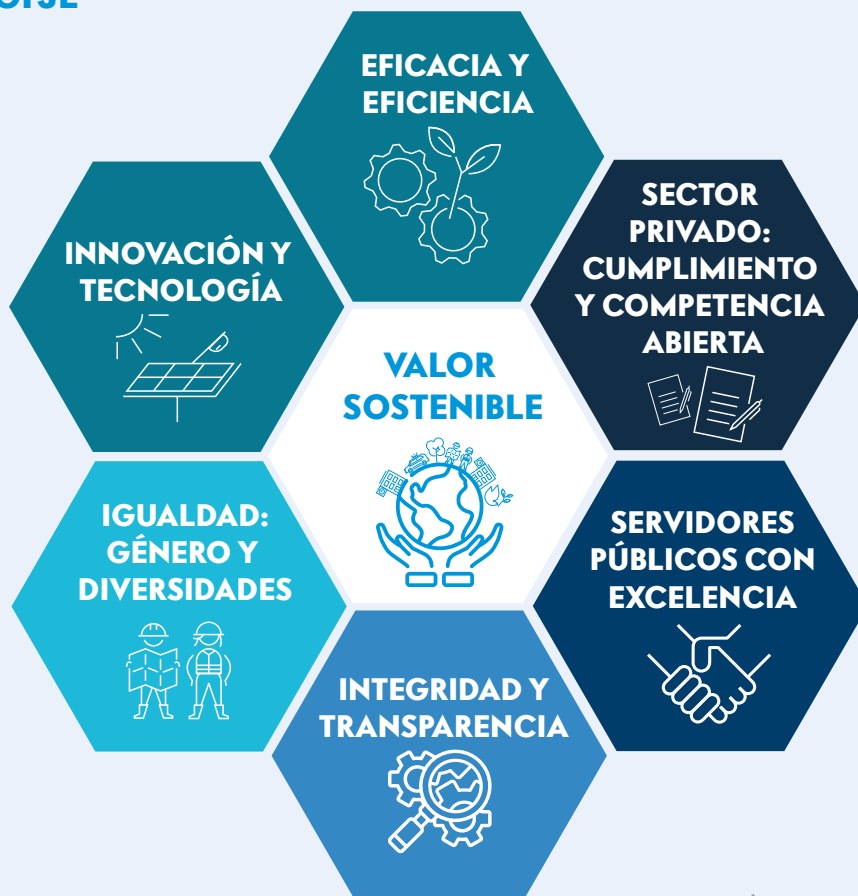 EFICACIA Y
EFICIENCIA
SECTOR
PRIVADO:
CUMPLIMIENTO
Y COMPETENCIA
ABIERTA
INNOVACIÓN Y
TECNOLOGÍA
VALOR
SOSTENIBLE
IGUALDAD:
GÉNERO Y
DIVERSIDADES
SERVIDORES
PÚBLICOS CON
EXCELENCIA
INTEGRIDAD Y
TRANSPARENCIA